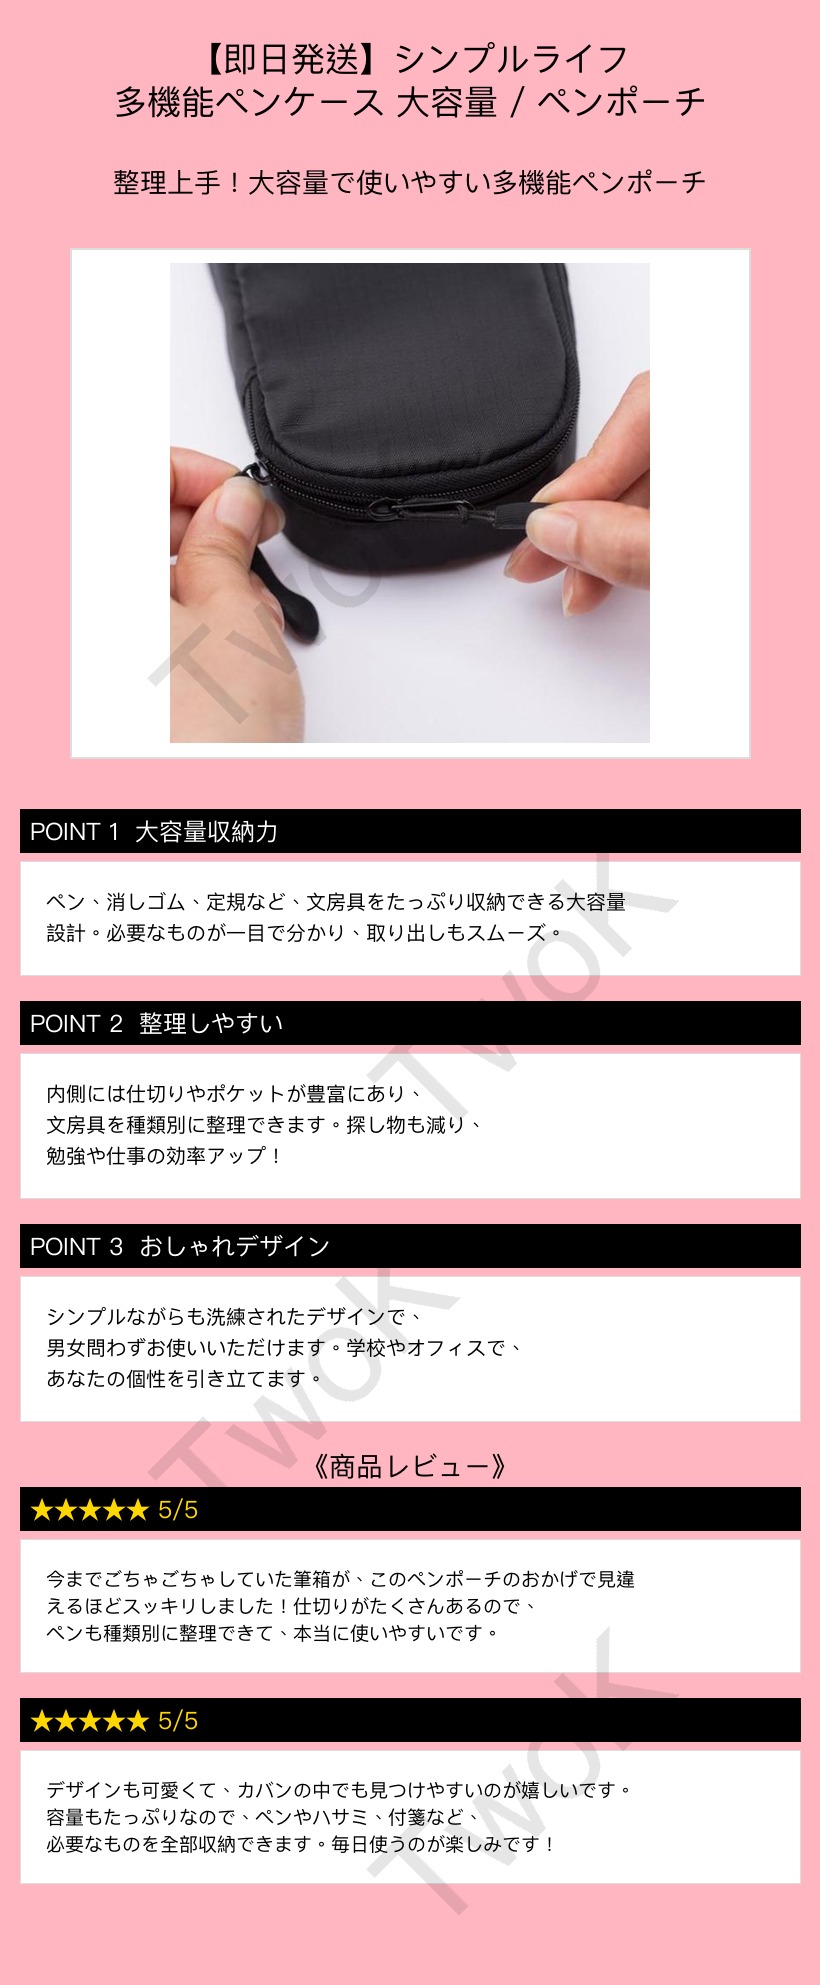 【即日発送】シンプルライフ
多機能ペンケース 大容量 / ペンポーチ
整理上手！大容量で使いやすい多機能ペンポーチ
TwoK
POINT 1 大容量収納力
ペン、消しゴム、定規など、文房具をたっぷり収納できる大容量
設計。必要なものが一目で分かり、取り出しもスムーズ。
TwoK
POINT 2 整理しやすい
内側には仕切りやポケットが豊富にあり、
文房具を種類別に整理できます。探し物も減り、
勉強や仕事の効率アップ！
POINT 3 おしゃれデザイン
シンプルながらも洗練されたデザインで、
男女問わずお使いいただけます。学校やオフィスで、
あなたの個性を引き立てます。
TwoK
《商品レビュー》
★★★★★ 5/5
今までごちゃごちゃしていた筆箱が、このペンポーチのおかげで見違
えるほどスッキリしました！仕切りがたくさんあるので、
ペンも種類別に整理できて、本当に使いやすいです。
★★★★★ 5/5
デザインも可愛くて、カバンの中でも見つけやすいのが嬉しいです。
容量もたっぷりなので、ペンやハサミ、付箋など、
必要なものを全部収納できます。毎日使うのが楽しみです！
TwoK